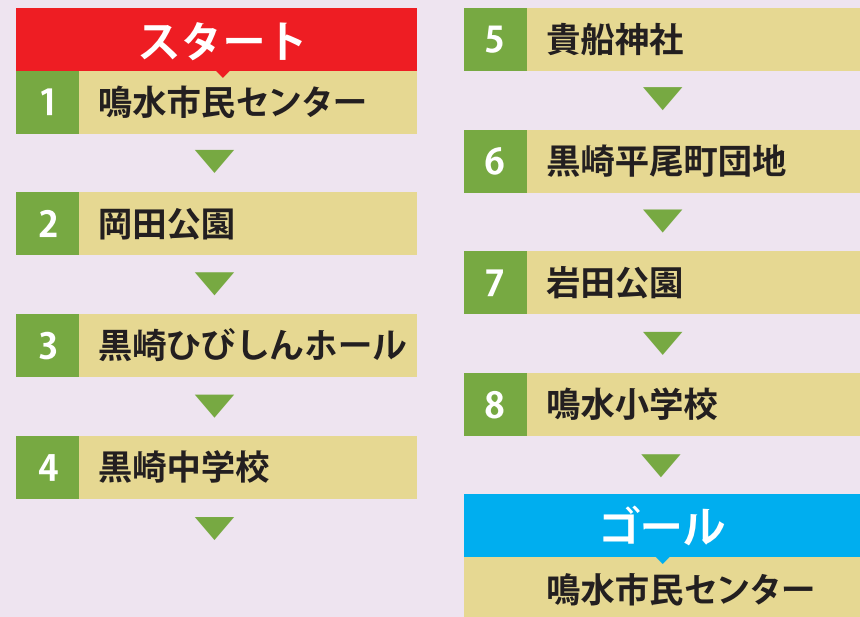 スタート
1 鳴水市民センター
2 岡田公園
3 黒崎ひびしんホール
4 黒崎中学校
5 貴船神社
6 黒崎平尾町団地
7 岩田公園
8 鳴水小学校
ゴール
鳴水市民センター